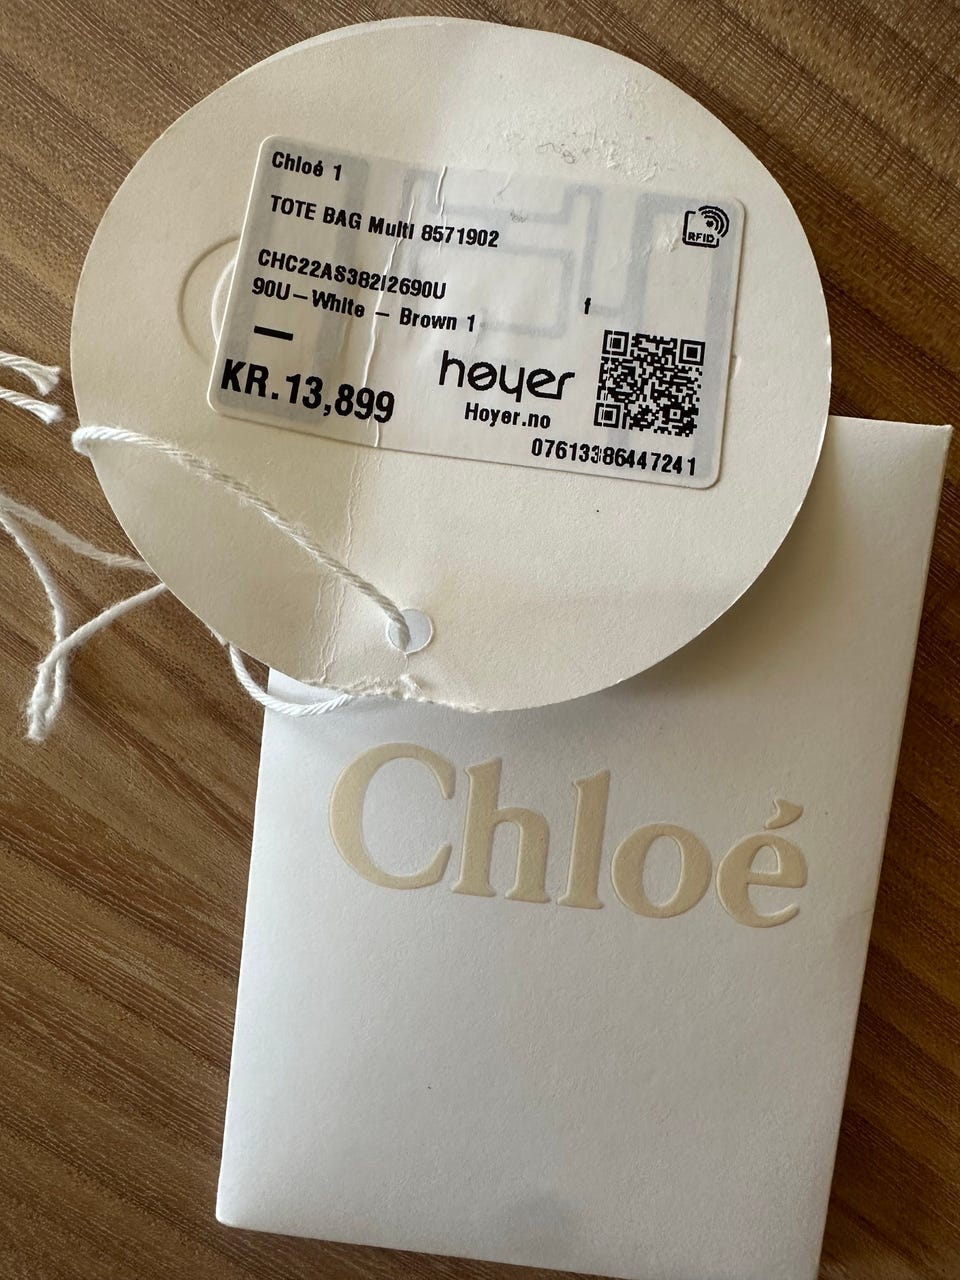 Chloé 1
TOTE BAG Multi 8571902
CHC22AS382I2690U
90U-White - Brown 1
f
KR.13,899
høyer
Hoyer.no
RFID
07613386447241
Chloé